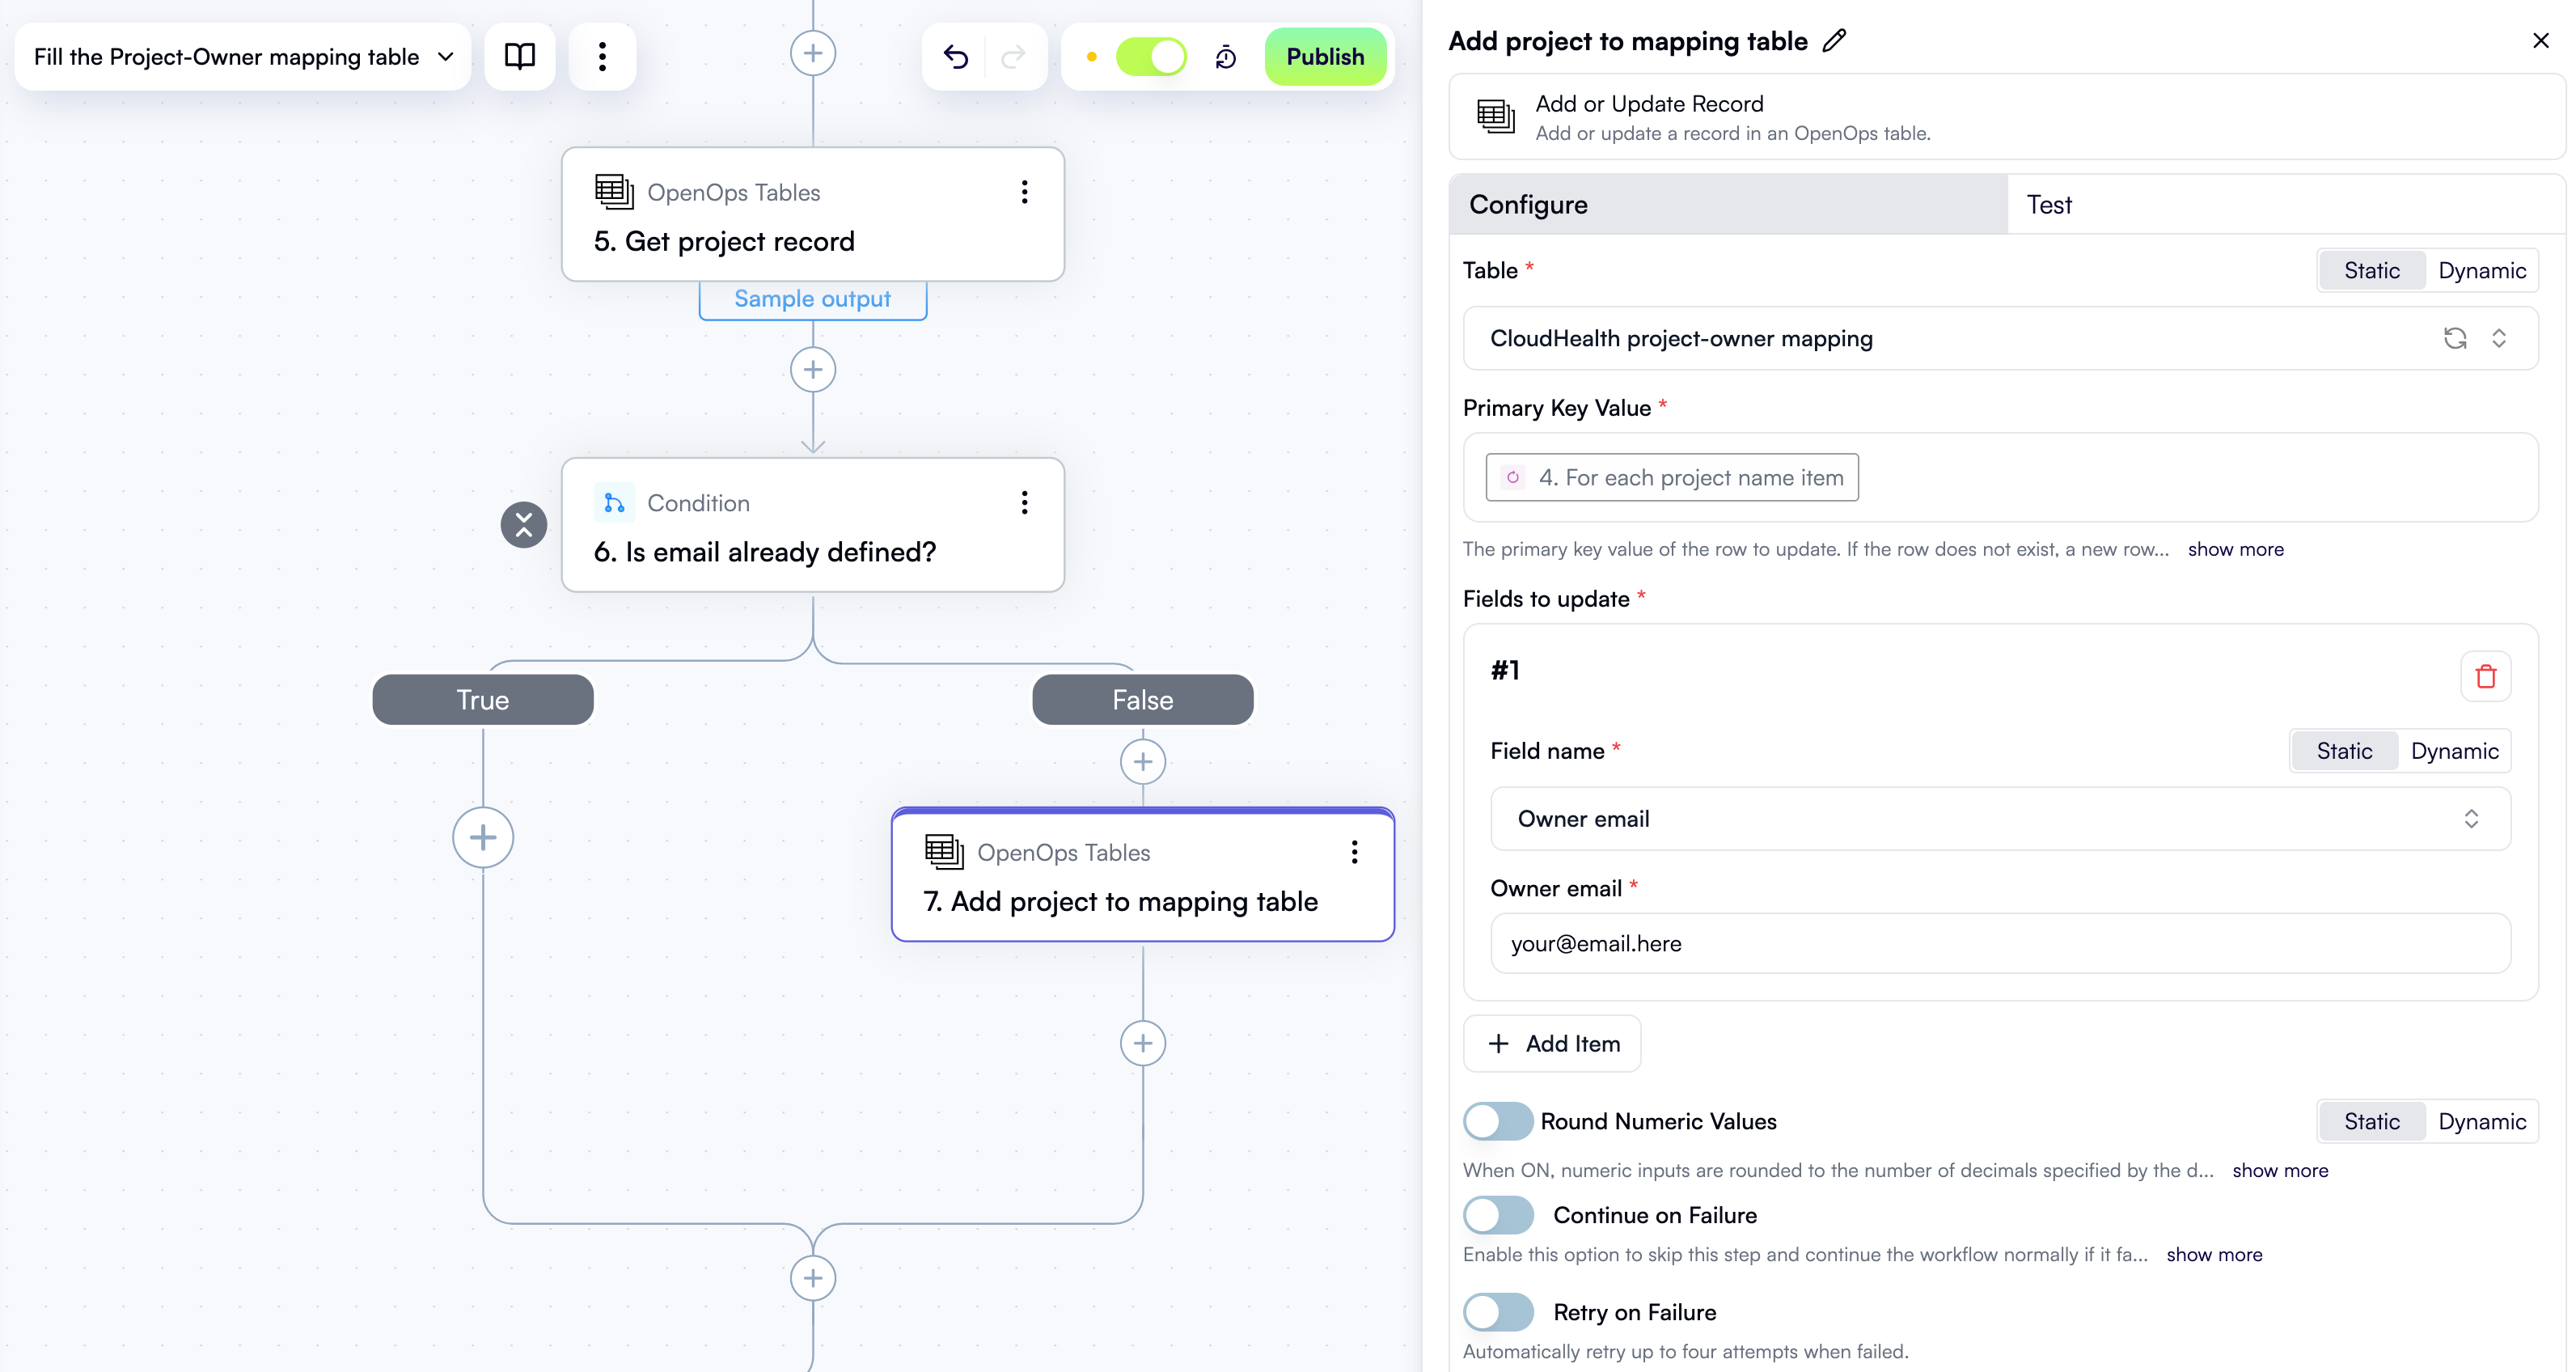 Fill the Project-Owner mapping table
Publish
OpenOps Tables
5. Get project record
Sample output
Condition
6. Is email already defined?
True
False
OpenOps Tables
7. Add project to mapping table
Add project to mapping table
Add or Update Record
Add or update a record in an OpenOps table.
Configure
Test
Table *
Static Dynamic
CloudHealth project-owner mapping
Primary Key Value *
4. For each project name item
The primary key value of the row to update. If the row does not exist, a new row... show more
Fields to update *
#1
Field name *
Static Dynamic
Owner email
Owner email *
your@email.here
Add Item
Round Numeric Values
Static Dynamic
When ON, numeric inputs are rounded to the number of decimals specified by the d... show more
Continue on Failure
Enable this option to skip this step and continue the workflow normally if it fa... show more
Retry on Failure
Automatically retry up to four attempts when failed.